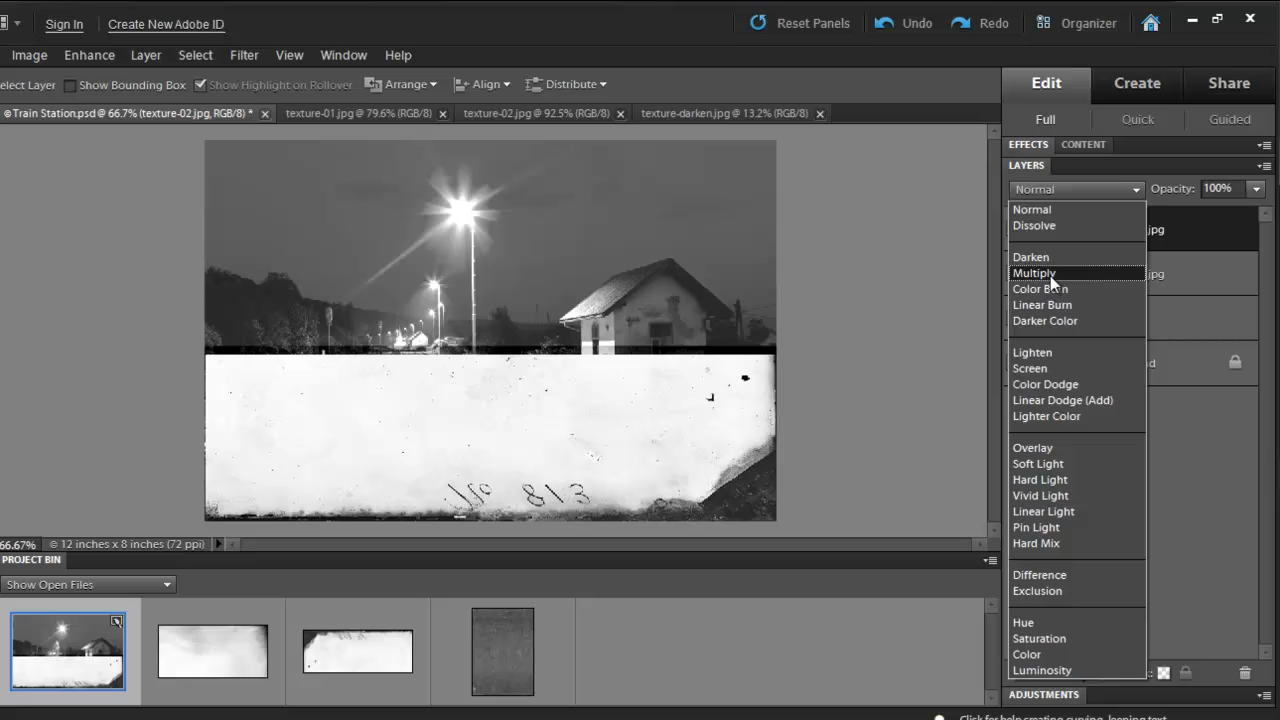 Sign In Create New Adobe ID Reset Panels Undo Redo Organizer
Image Enhance Layer Select Filter View Window Help
elect Layer Show Bounding Box Show Highlight on Rollover Arrange Align Distribute
Train Station.psd @ 66.7% (texture-02.jpg, RGB/8) * texture-01.jpg @ 79.6% (RGB/8) texture-02.jpg @ 92.5% (RGB/8) texture-darken.jpg @ 13.2% (RGB/8)
Edit Create Share
Full Quick Guided
EFFECTS CONTENT
LAYERS
Normal Opacity: 100%
Normal
.jpg
Dissolve
Darken
Multiply
.jpg
Color Burn
Linear Burn
Darker Color
Lighten
nd
Screen
Color Dodge
Linear Dodge (Add)
Lighter Color
Overlay
Soft Light
Hard Light
Vivid Light
Linear Light
Pin Light
Hard Mix
Difference
Exclusion
Hue
Saturation
Color
Luminosity
813
66.67% 12 inches x 8 inches (72 ppi)
PROJECT BIN
Show Open Files
ADJUSTMENTS
Click for help creating curving, looping text